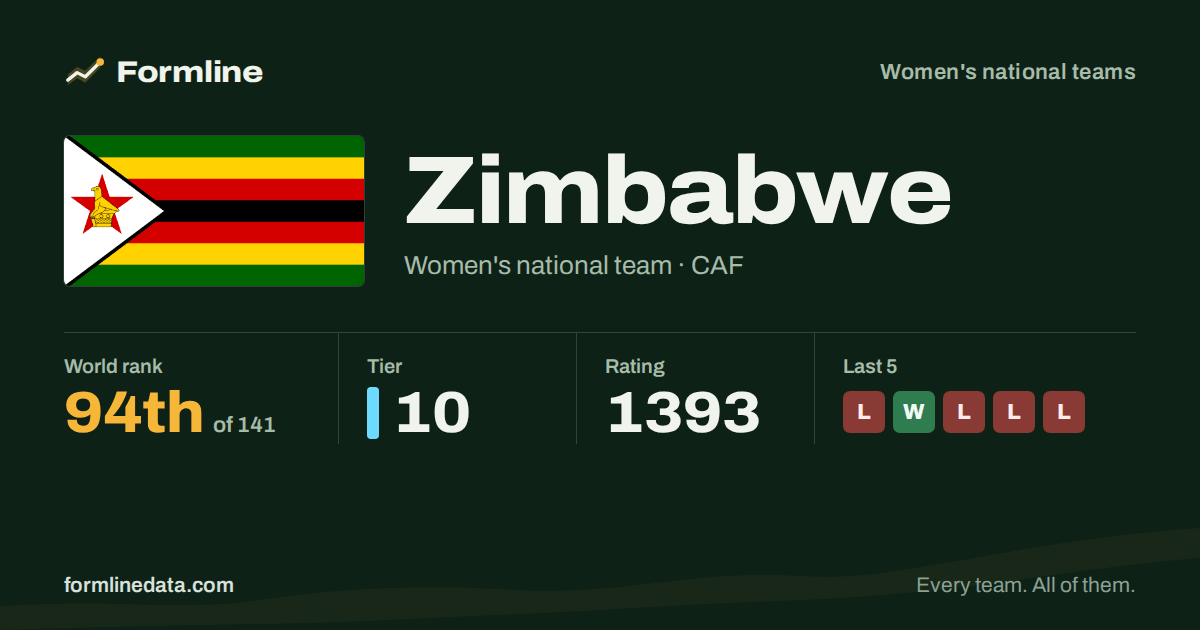 Formline
Women's national teams
Zimbabwe
Women's national team · CAF
World rank
94th of 141
Tier
10
Rating
1393
Last 5
L W L L L
formlinedata.com
Every team. All of them.